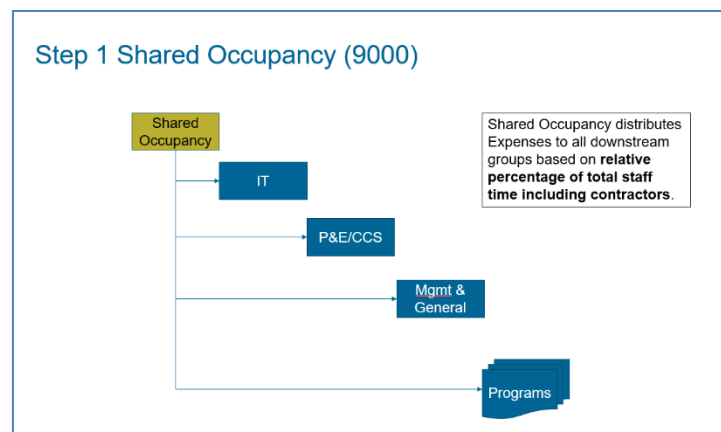 Step 1 Shared Occupancy (9000)
Shared
Occupancy
Shared Occupancy distributes
Expenses to all downstream
groups based on relative
percentage of total staff
time including contractors.
IT
P&E/CCS
Mgmt &
General
Programs